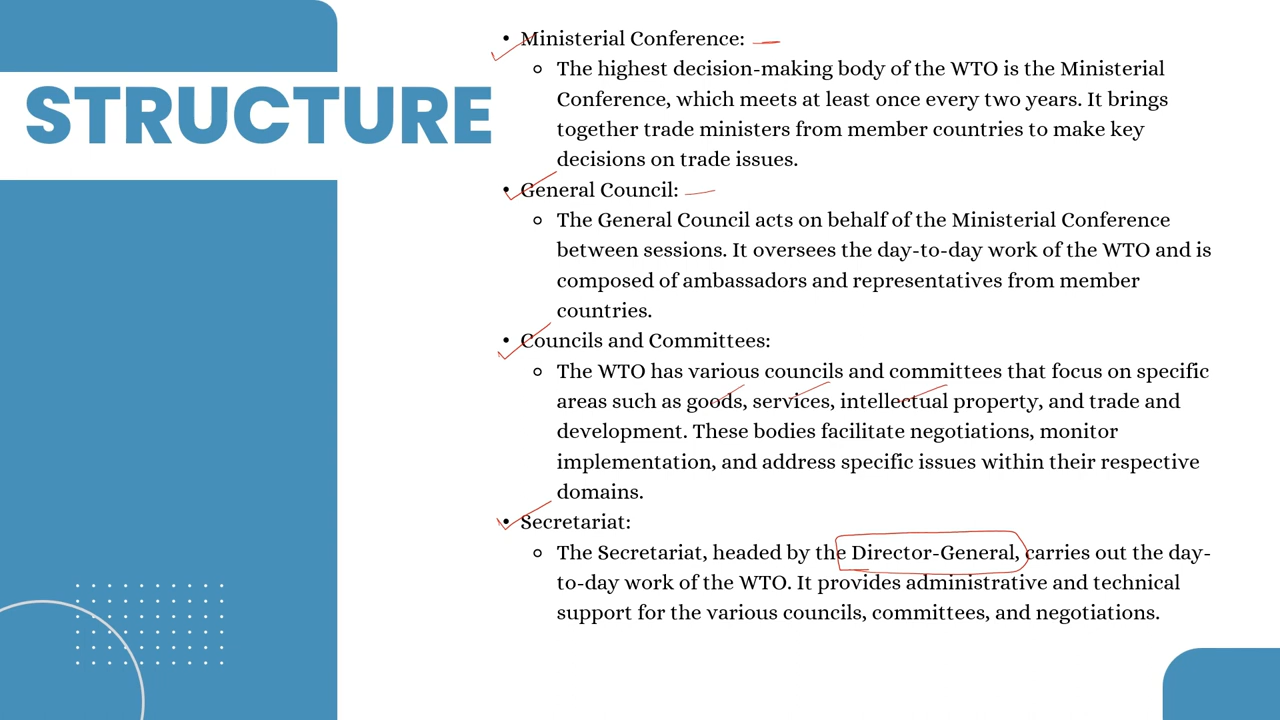 STRUCTURE
• Ministerial Conference:
○ The highest decision-making body of the WTO is the Ministerial
Conference, which meets at least once every two years. It brings
together trade ministers from member countries to make key
decisions on trade issues.
• General Council:
○ The General Council acts on behalf of the Ministerial Conference
between sessions. It oversees the day-to-day work of the WTO and is
composed of ambassadors and representatives from member
countries.
• Councils and Committees:
○ The WTO has various councils and committees that focus on specific
areas such as goods, services, intellectual property, and trade and
development. These bodies facilitate negotiations, monitor
implementation, and address specific issues within their respective
domains.
• Secretariat:
○ The Secretariat, headed by the Director-General, carries out the day-
to-day work of the WTO. It provides administrative and technical
support for the various councils, committees, and negotiations.